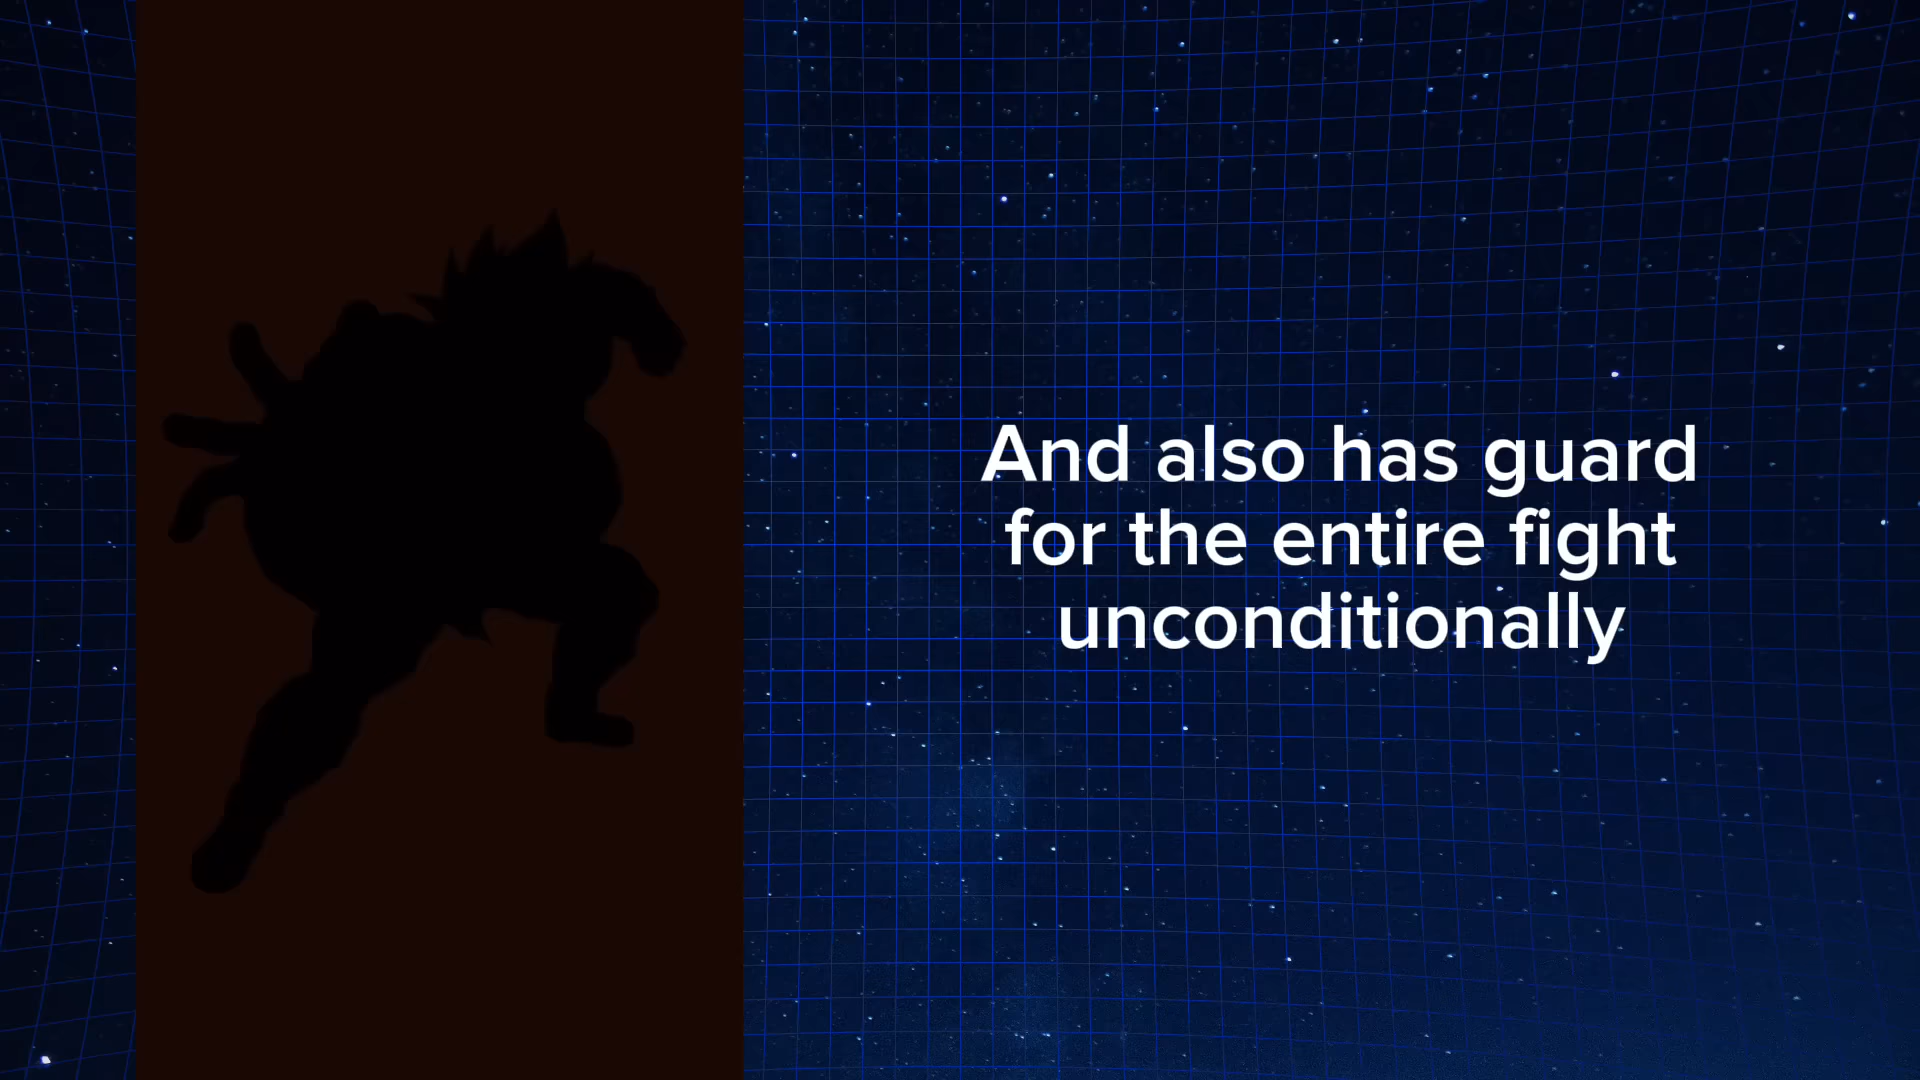 And also has guard
for the entire fight
unconditionally